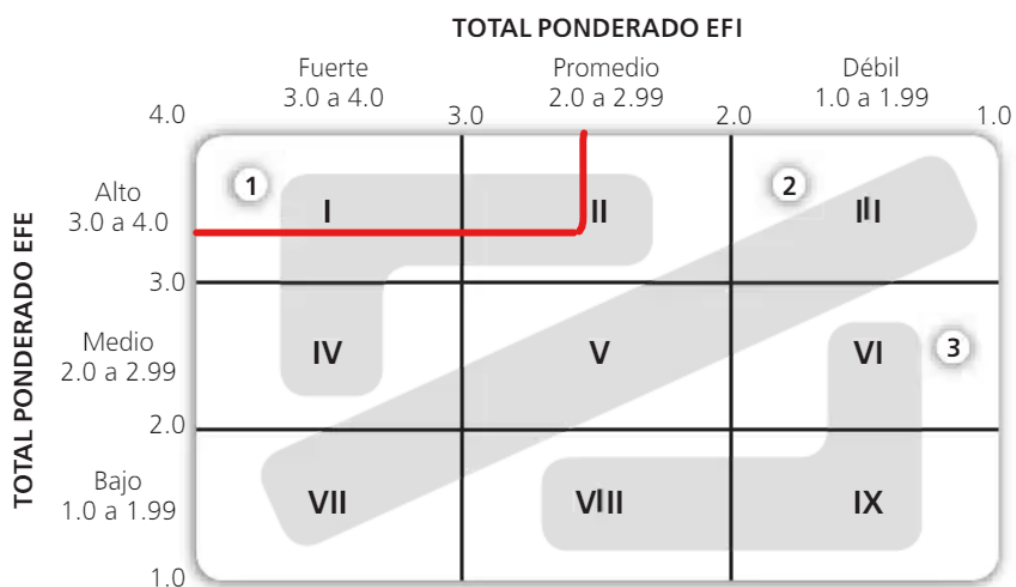 TOTAL PONDERADO EFI
Fuerte
3.0 a 4.0
Promedio
2.0 a 2.99
Débil
1.0 a 1.99
4.0
3.0
2.0
1.0
TOTAL PONDERADO EFE
Alto
3.0 a 4.0
1
I
II
2
III
3.0
Medio
2.0 a 2.99
IV
V
VI
3
2.0
Bajo
1.0 a 1.99
VII
VIII
IX
1.0